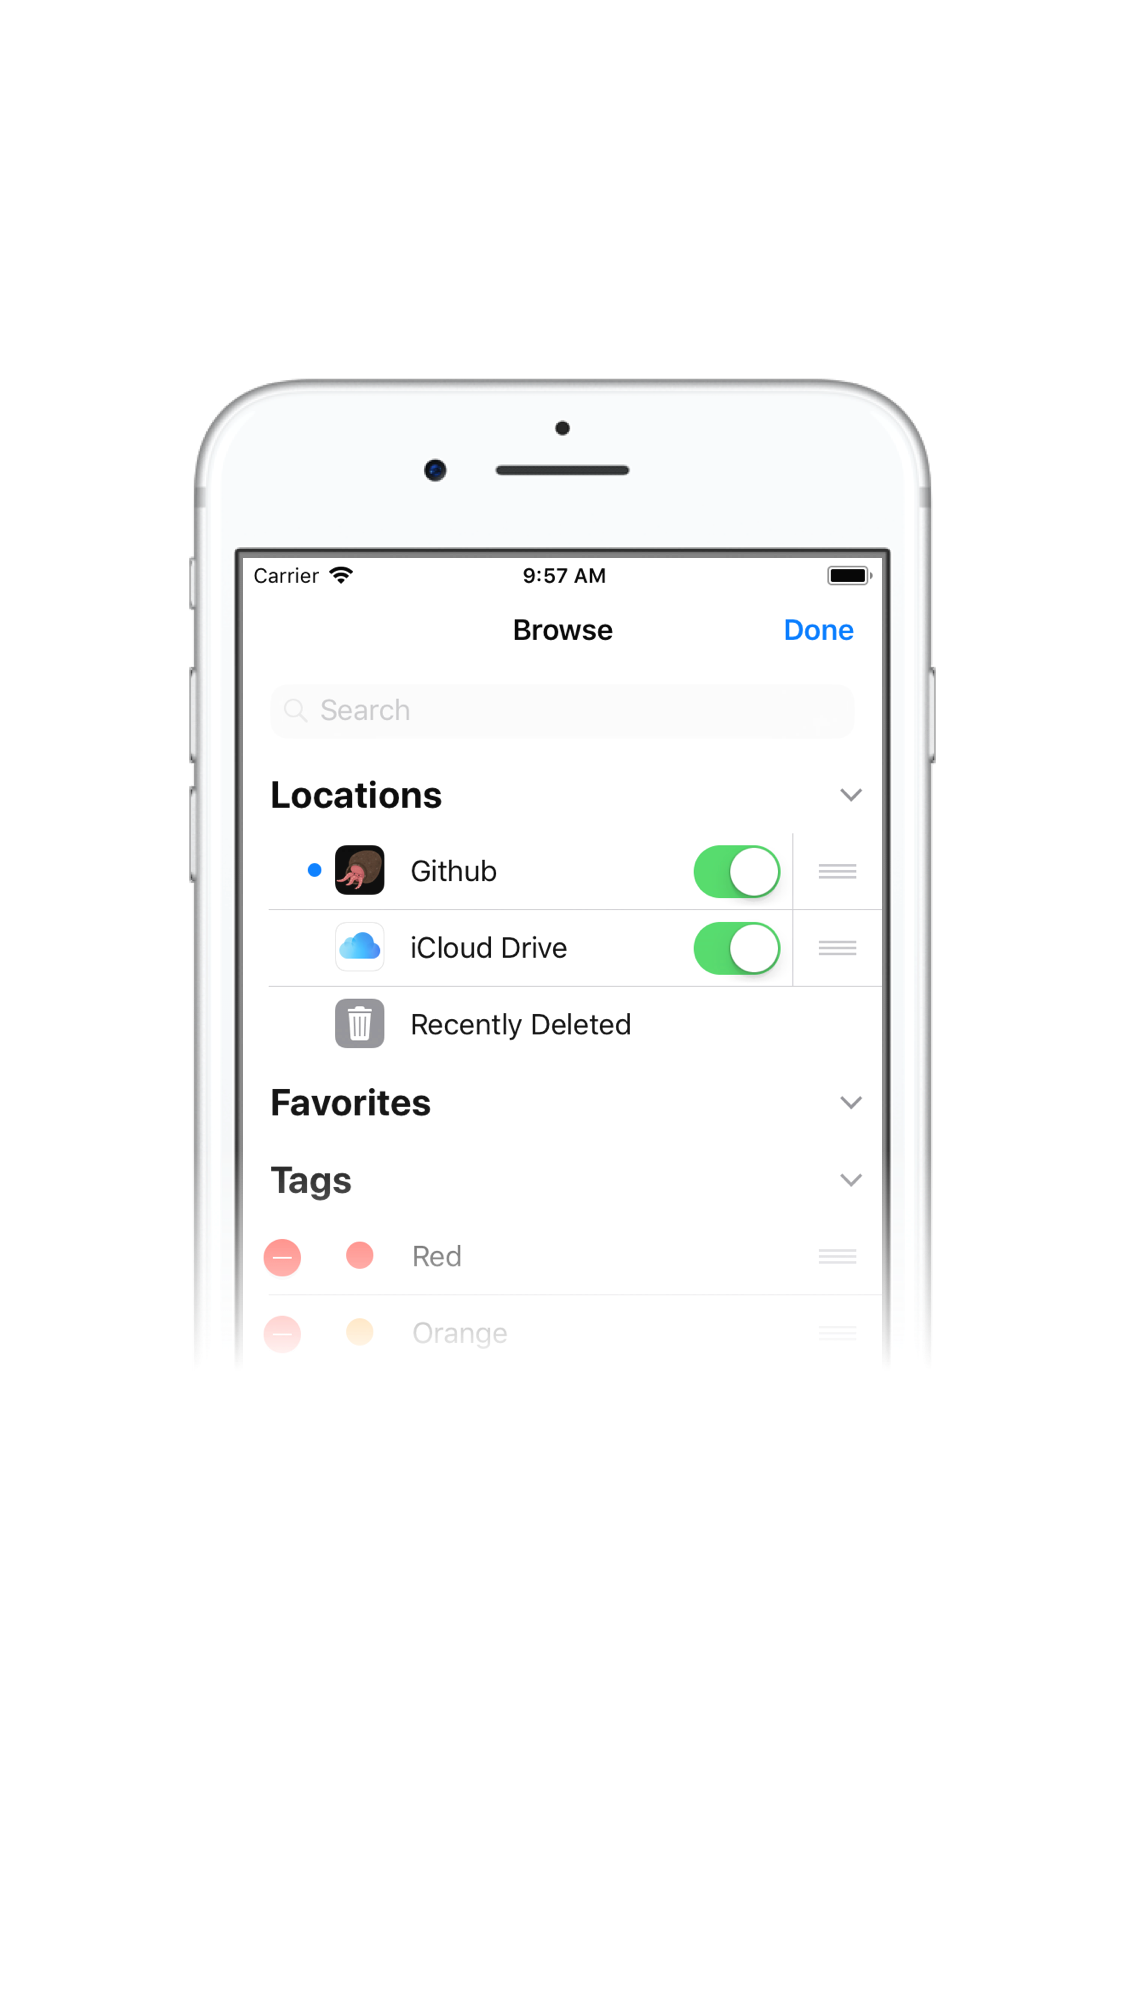 Carrier 9:57 AM
Browse Done
Search
Locations
Github
iCloud Drive
Recently Deleted
Favorites
Tags
Red
Orange